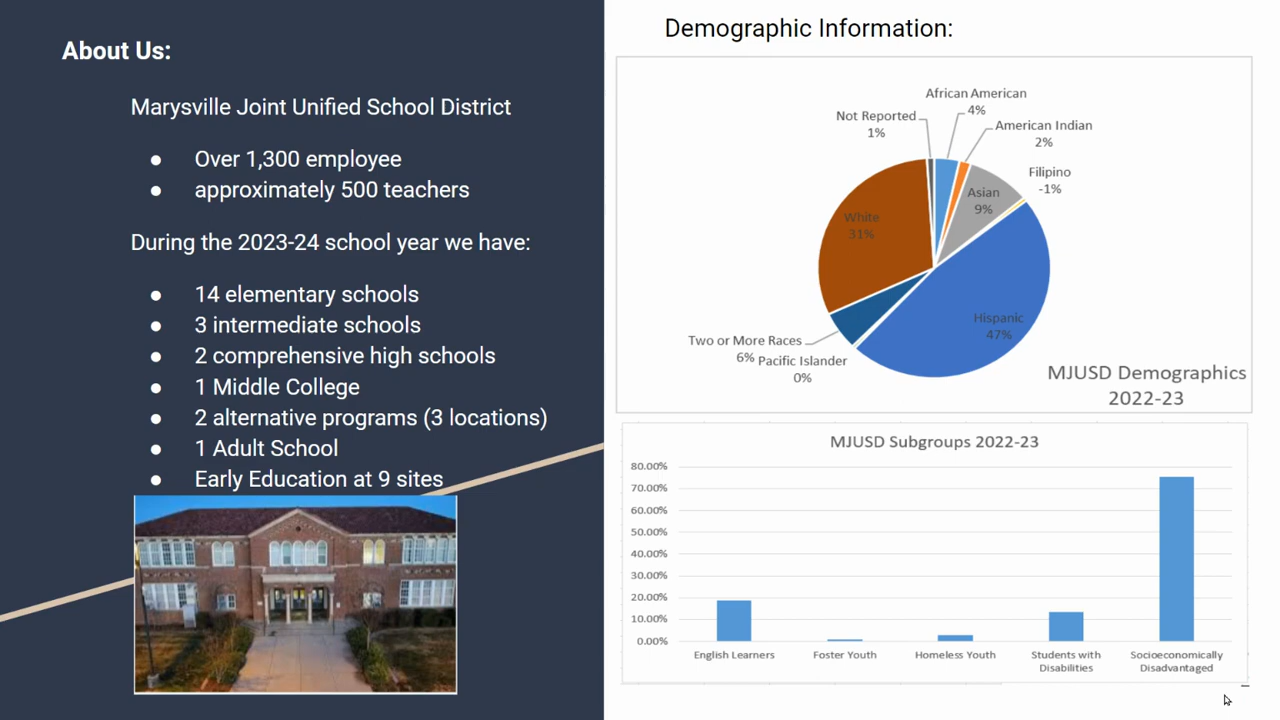 About Us:
Marysville Joint Unified School District
● Over 1,300 employee
● approximately 500 teachers
During the 2023-24 school year we have:
● 14 elementary schools
● 3 intermediate schools
● 2 comprehensive high schools
● 1 Middle College
● 2 alternative programs (3 locations)
● 1 Adult School
● Early Education at 9 sites
Demographic Information:
African American
4%
Not Reported
1%
American Indian
2%
Filipino
-1%
Asian
9%
White
31%
Hispanic
47%
Two or More Races
6%
Pacific Islander
0%
MJUSD Demographics
2022-23
MJUSD Subgroups 2022-23
80.00%
70.00%
60.00%
50.00%
40.00%
30.00%
20.00%
10.00%
0.00%
English Learners
Foster Youth
Homeless Youth
Students with
Disabilities
Socioeconomically
Disadvantaged